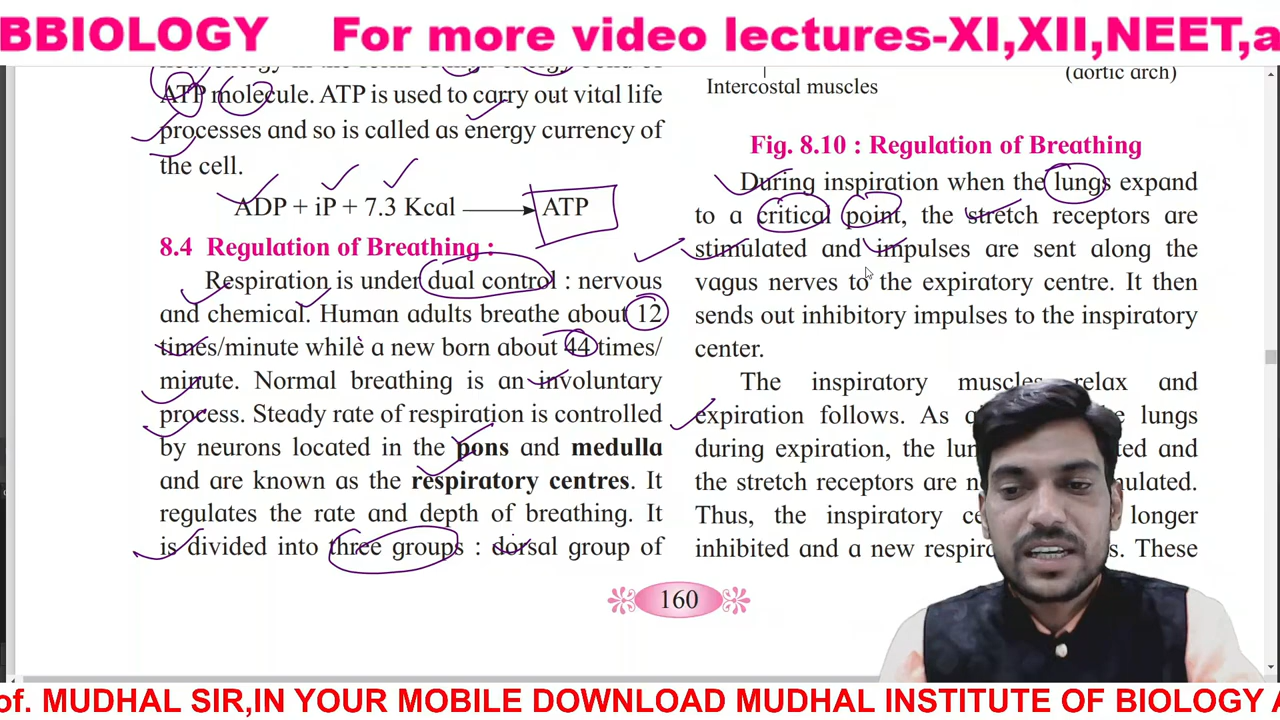 BBIOLOGY For more video lectures-XI,XII,NEET,a
ATP molecule. ATP is used to carry out vital life
processes and so is called as energy currency of
the cell.
ADP + iP + 7.3 Kcal ATP
8.4 Regulation of Breathing :
Respiration is under dual control : nervous
and chemical. Human adults breathe about 12
times/minute while a new born about 44 times/
minute. Normal breathing is an involuntary
process. Steady rate of respiration is controlled
by neurons located in the pons and medulla
and are known as the respiratory centres. It
regulates the rate and depth of breathing. It
is divided into three groups : dorsal group of
Intercostal muscles
(aortic arch)
Fig. 8.10 : Regulation of Breathing
During inspiration when the lungs expand
to a critical point, the stretch receptors are
stimulated and impulses are sent along the
vagus nerves to the expiratory centre. It then
sends out inhibitory impulses to the inspiratory
center.
The inspiratory muscles relax and
expiration follows. As lungs
during expiration, the and
the stretch receptors are
Thus, the inspiratory longer
inhibited and a new These
160
of. MUDHAL SIR,IN YOUR MOBILE DOWNLOAD MUDHAL INSTITUTE OF BIOLOGY A